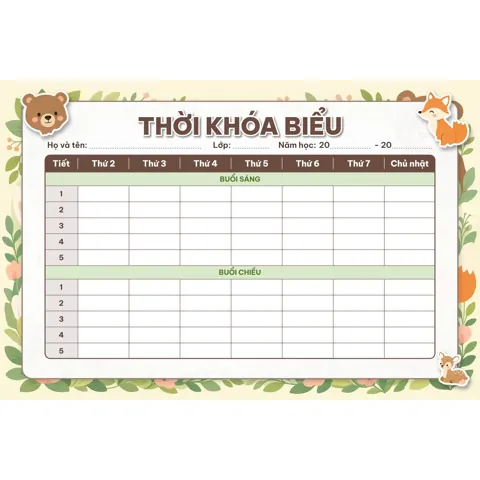 THỜI KHÓA BIỂU
Họ và tên: Lớp: Năm học: 20 - 20
Tiết Thứ 2 Thứ 3 Thứ 4 Thứ 5 Thứ 6 Thứ 7 Chủ nhật
BUỔI SÁNG
1
2
3
4
5
BUỔI CHIỀU
1
2
3
4
5